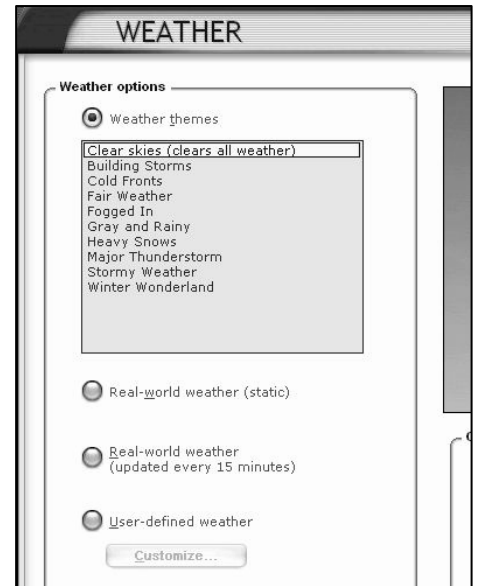 WEATHER
Weather options
Weather themes
Clear skies (clears all weather)
Building Storms
Cold Fronts
Fair Weather
Fogged In
Gray and Rainy
Heavy Snows
Major Thunderstorm
Stormy Weather
Winter Wonderland
Real-world weather (static)
Real-world weather
(updated every 15 minutes)
User-defined weather
Customize...